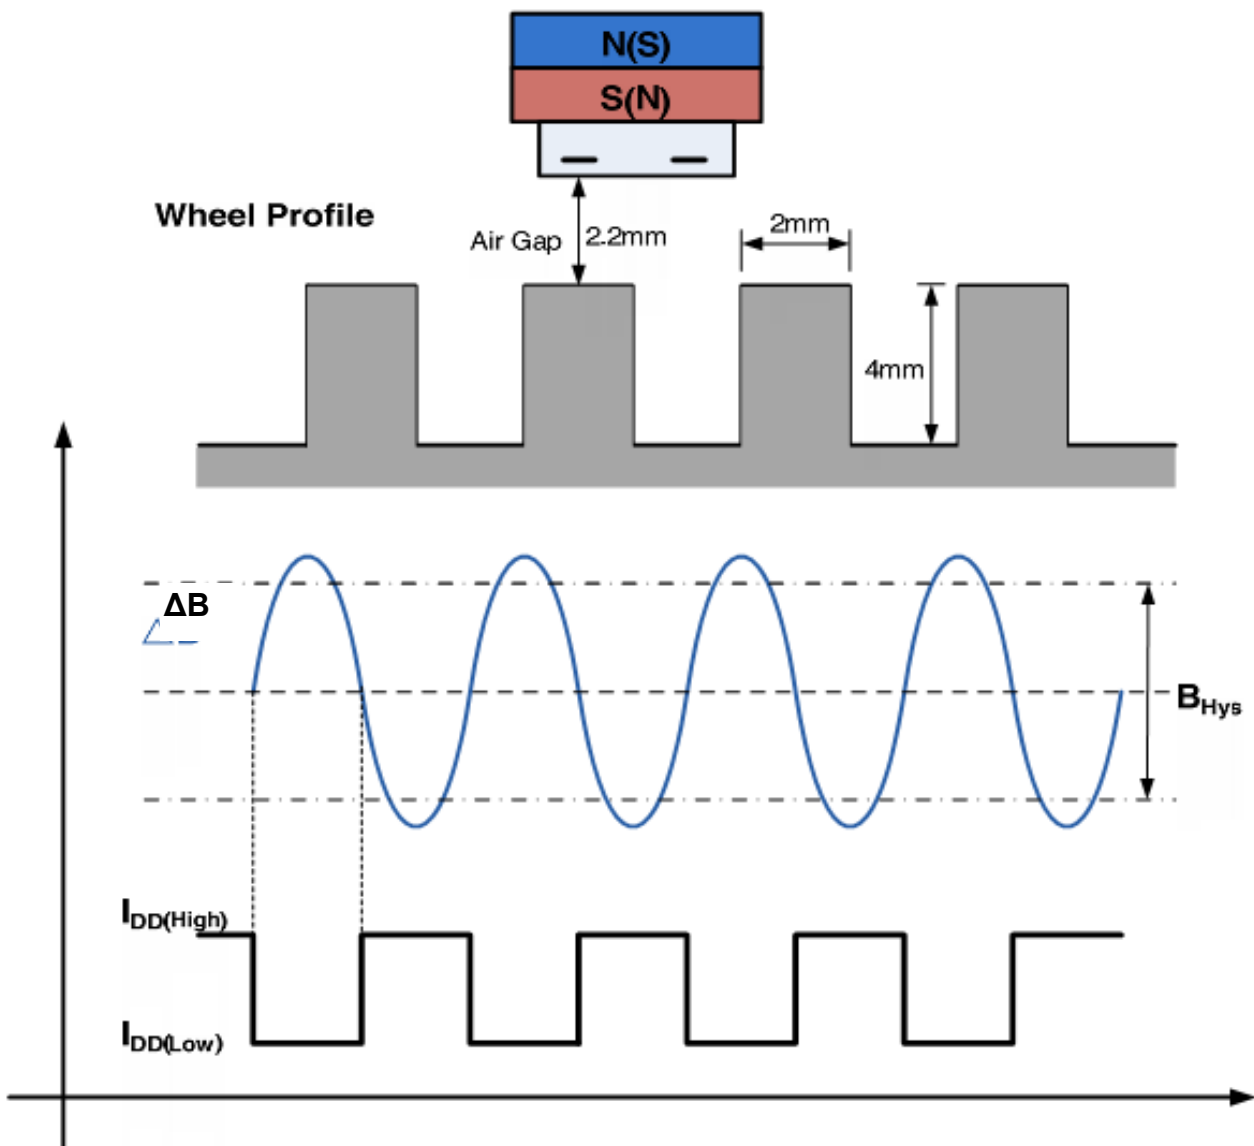 N(S)
S(N)
Wheel Profile
Air Gap
2.2mm
2mm
4mm
ΔB
BHys
IDD(High)
IDD(Low)